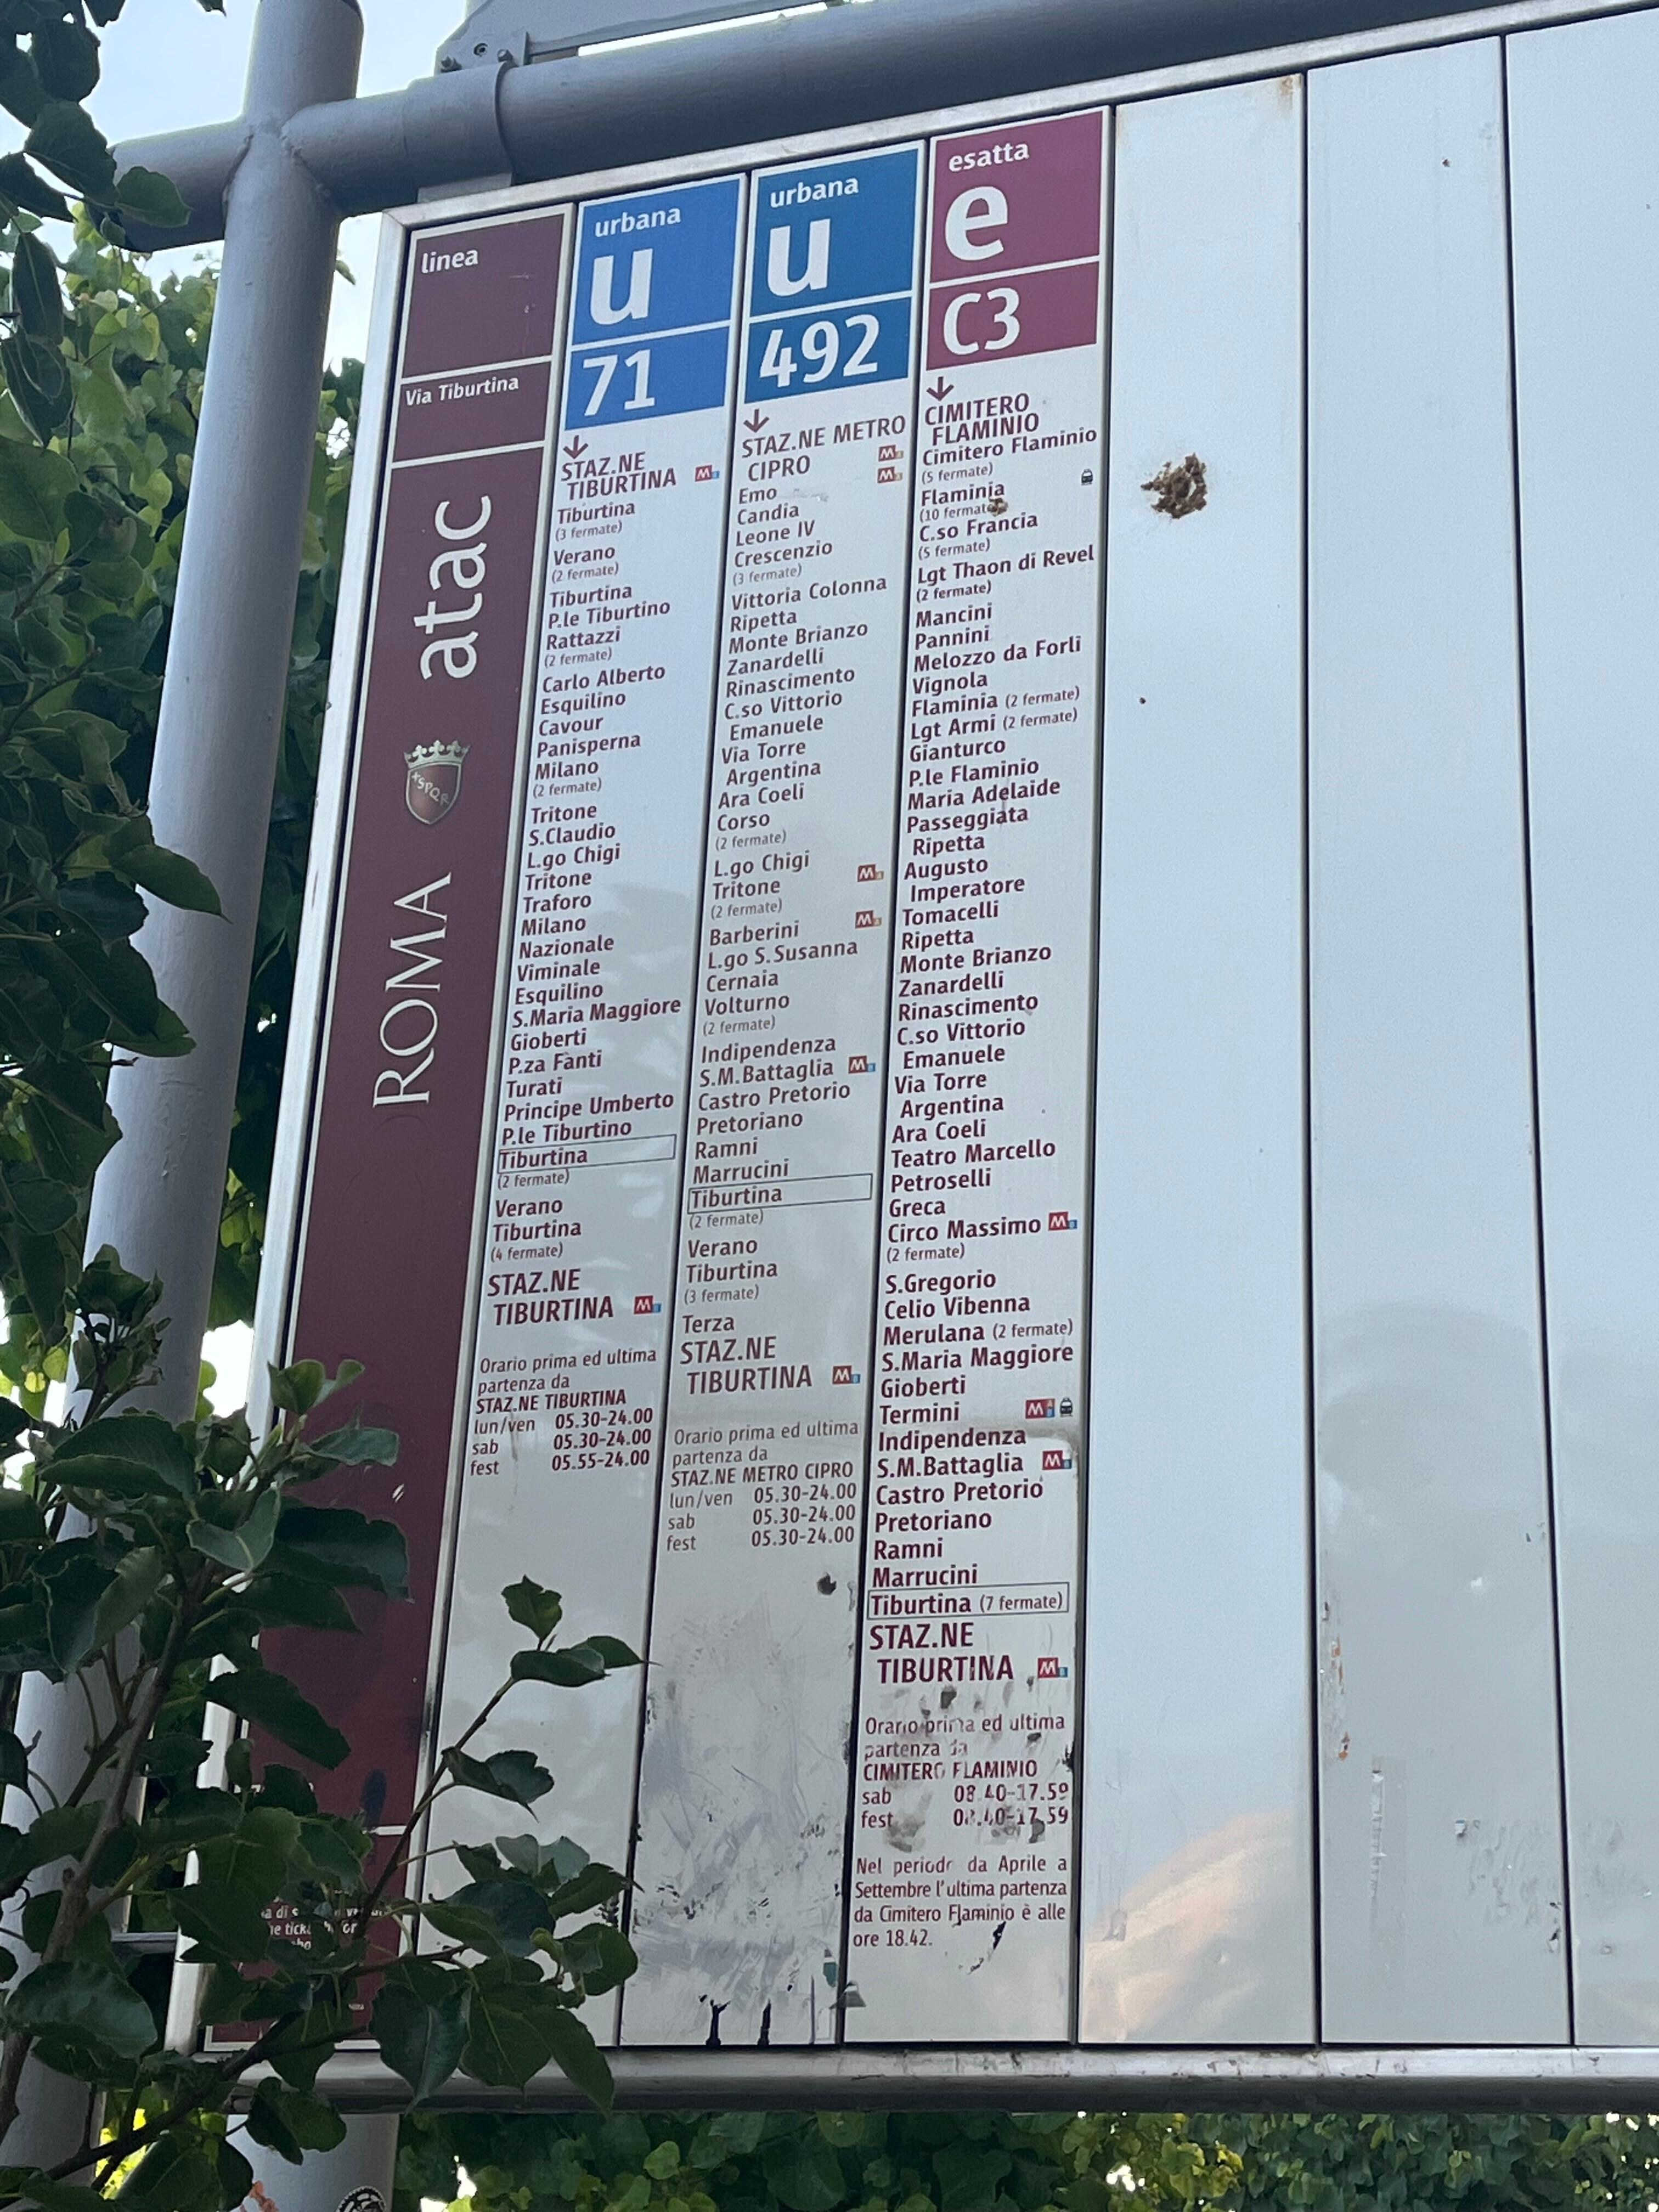 linea
Via Tiburtina
atac
SPQR
ROMA
urbana
u
71
STAZ.NE
TIBURTINA M
Tiburtina
(3 fermate)
Verano
(2 fermate)
Tiburtina
P.le Tiburtino
Rattazzi
(2 fermate)
Carlo Alberto
Esquilino
Cavour
Panisperna
Milano
(2 fermate)
Tritone
S.Claudio
L.go Chigi
Tritone
Traforo
Milano
Nazionale
Viminale
Esquilino
S.Maria Maggiore
Gioberti
P.za Fanti
Turati
Principe Umberto
P.le Tiburtino
Tiburtina
(2 fermate)
Verano
Tiburtina
(4 fermate)
STAZ.NE
TIBURTINA M
Orario prima ed ultima
partenza da
STAZ.NE TIBURTINA
lun/ven 05.30-24.00
sab 05.30-24.00
fest 05.55-24.00
urbana
u
492
STAZ.NE METRO
CIPRO M
M
Emo
Candia
Leone IV
Crescenzio
(3 fermate)
Vittoria Colonna
Ripetta
Monte Brianzo
Zanardelli
Rinascimento
C.so Vittorio
Emanuele
Via Torre
Argentina
Ara Coeli
Corso
(2 fermate)
L.go Chigi
Tritone M
(2 fermate)
Barberini M
L.go S.Susanna
Cernaia
Volturno
(2 fermate)
Indipendenza
S.M.Battaglia M
Castro Pretorio
Pretoriano
Ramni
Marrucini
Tiburtina
(2 fermate)
Verano
Tiburtina
(3 fermate)
Terza
STAZ.NE
TIBURTINA M
Orario prima ed ultima
partenza da
STAZ.NE METRO CIPRO
lun/ven 05.30-24.00
sab 05.30-24.00
fest 05.30-24.00
esatta
e
C3
CIMITERO
FLAMINIO
Cimitero Flaminio
(5 fermate)
Flaminia
(10 fermate)
C.so Francia
(5 fermate)
Lgt Thaon di Revel
(2 fermate)
Mancini
Pannini
Melozzo da Forlì
Vignola
Flaminia (2 fermate)
Lgt Armi (2 fermate)
Gianturco
P.le Flaminio
Maria Adelaide
Passeggiata
Ripetta
Augusto
Imperatore
Tomacelli
Ripetta
Monte Brianzo
Zanardelli
Rinascimento
C.so Vittorio
Emanuele
Via Torre
Argentina
Ara Coeli
Teatro Marcello
Petroselli
Greca
Circo Massimo M
(2 fermate)
S.Gregorio
Celio Vibenna
Merulana (2 fermate)
S.Maria Maggiore
Gioberti
Termini M
Indipendenza
S.M.Battaglia M
Castro Pretorio
Pretoriano
Ramni
Marrucini
Tiburtina (7 fermate)
STAZ.NE
TIBURTINA M
Orario prima ed ultima
partenza da
CIMITERO FLAMINIO
sab 08.40-17.59
fest 08.40-17.59
Nel periodo da Aprile a
Settembre l'ultima partenza
da Cimitero Flaminio è alle
ore 18.42.